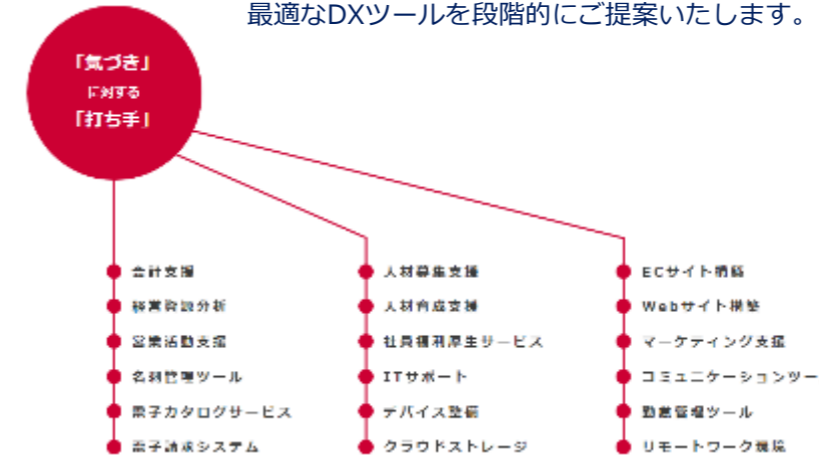 最適なDXツールを段階的にご提案いたします。
「気づき」
に対する
「打ち手」
会計支援
経営資源分析
営業活動支援
名刺管理ツール
電子カタログサービス
電子請求システム
人材募集支援
人材育成支援
社員福利厚生サービス
ITサポート
デバイス整備
クラウドストレージ
ECサイト構築
Webサイト構築
マーケティング支援
コミュニケーションツー
勤怠管理ツール
リモートワーク環境